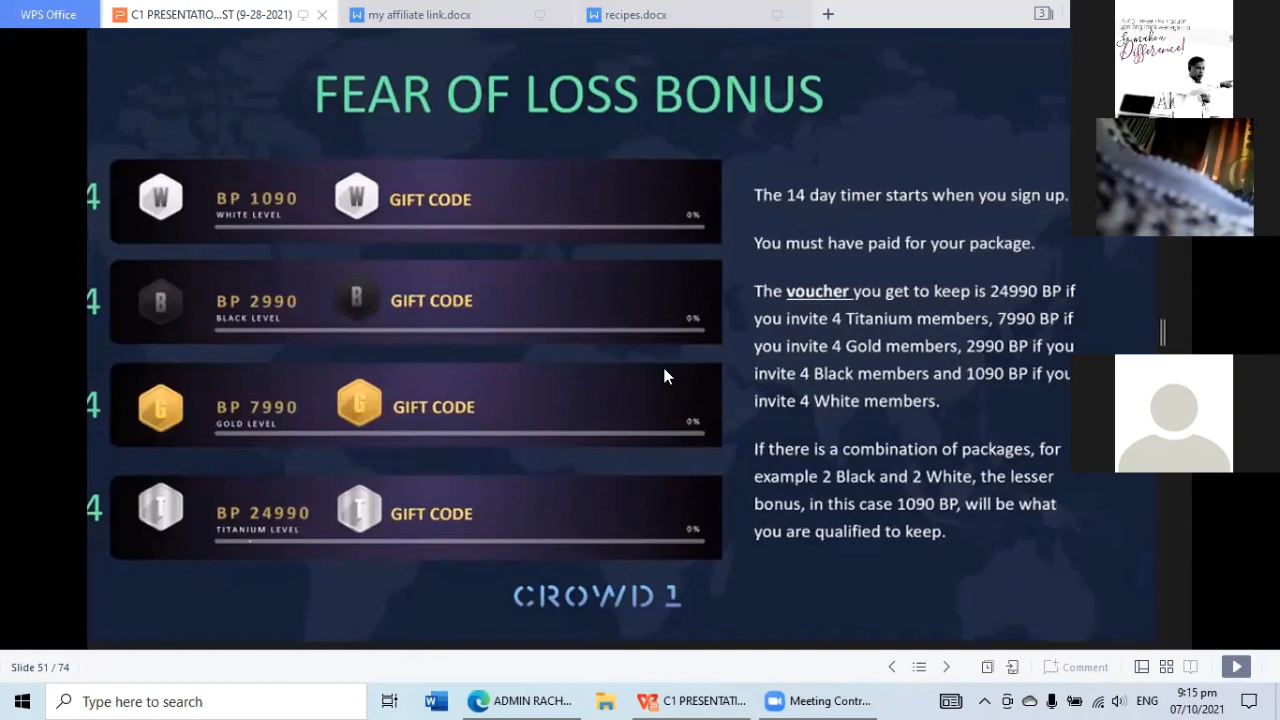 WPS Office
C1 PRESENTATIO...ST (9-28-2021)
my affiliate link.docx
recipes.docx
3
Difference!
FEAR OF LOSS BONUS
4
W
BP 1090
WHITE LEVEL
W
GIFT CODE
0%
4
B
BP 2990
BLACK LEVEL
B
GIFT CODE
0%
4
G
BP 7990
GOLD LEVEL
G
GIFT CODE
0%
4
T
BP 24990
TITANIUM LEVEL
T
GIFT CODE
0%
The 14 day timer starts when you sign up.
You must have paid for your package.
The voucher you get to keep is 24990 BP if
you invite 4 Titanium members, 7990 BP if
you invite 4 Gold members, 2990 BP if you
invite 4 Black members and 1090 BP if you
invite 4 White members.
If there is a combination of packages, for
example 2 Black and 2 White, the lesser
bonus, in this case 1090 BP, will be what
you are qualified to keep.
CROWD 1
Slide 51 / 74
Comment
Type here to search
ADMIN RACH...
C1 PRESENTATI...
Meeting Contr...
ENG
9:15 pm
07/10/2021